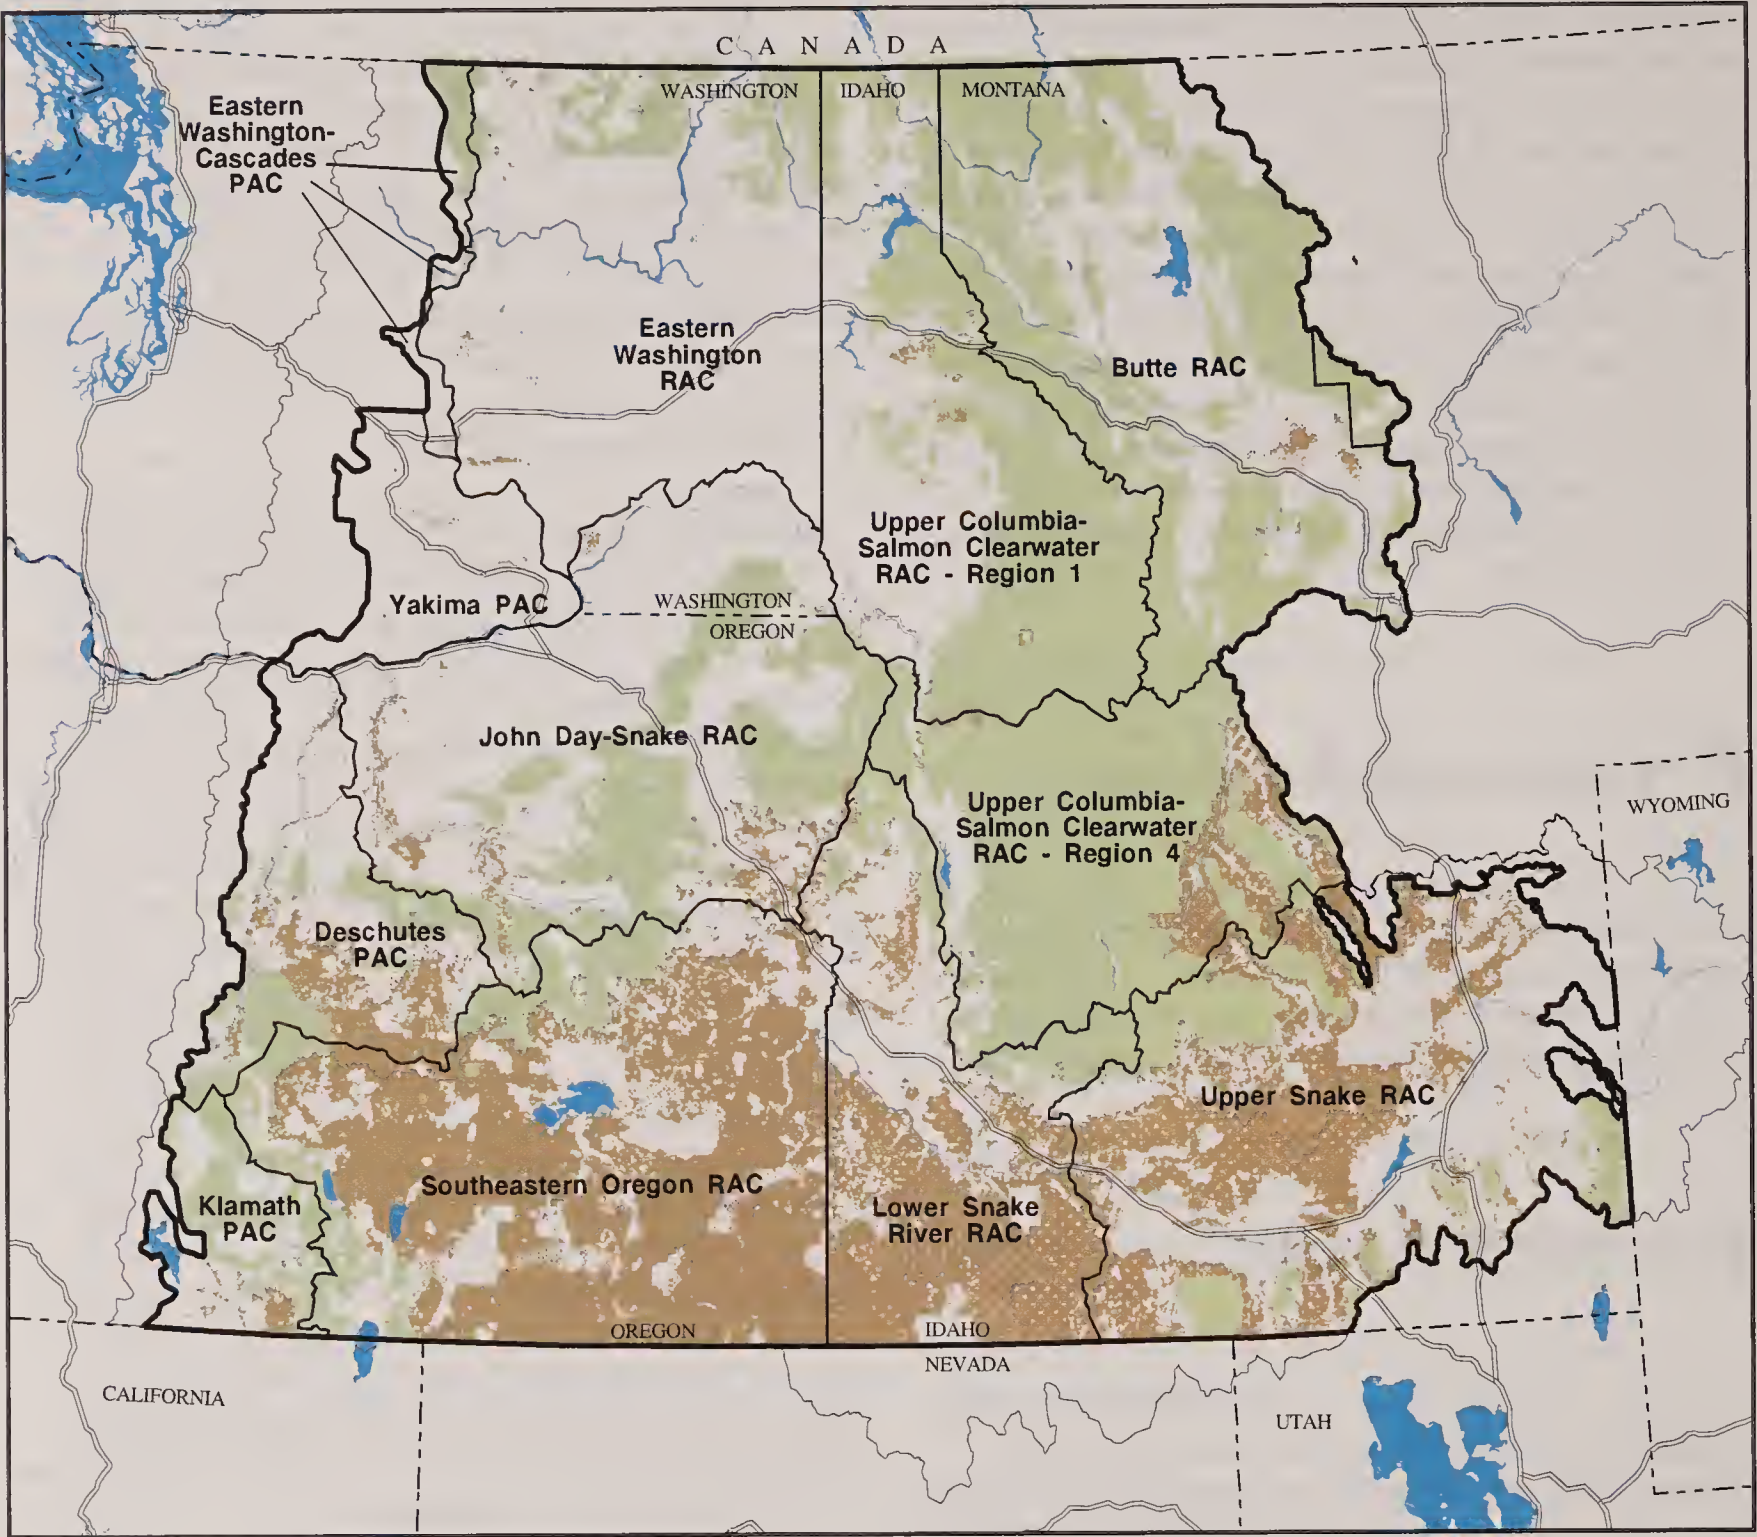 C A N A D A
WASHINGTON
IDAHO
MONTANA
Eastern
Washington-
Cascades
PAC
Eastern
Washington
RAC
Butte RAC
Upper Columbia-
Salmon Clearwater
RAC - Region 1
Yakima PAC
WASHINGTON
OREGON
John Day-Snake RAC
Upper Columbia-
Salmon Clearwater
RAC - Region 4
WYOMING
Deschutes
PAC
Upper Snake RAC
Southeastern Oregon RAC
Klamath
PAC
Lower Snake
River RAC
OREGON
IDAHO
NEVADA
CALIFORNIA
UTAH